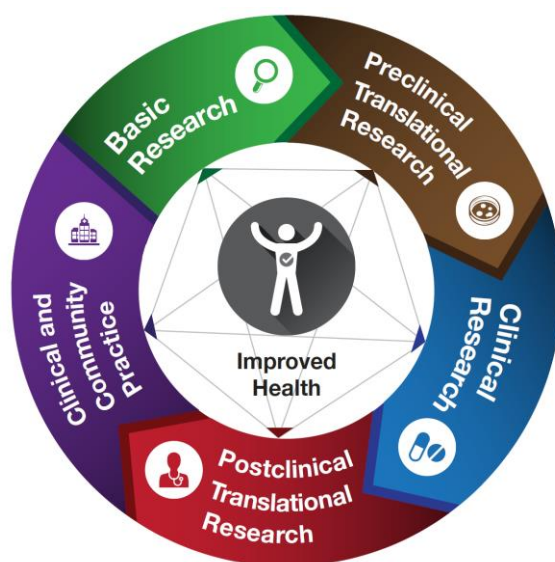 Basic
Research
Preclinical
Translational
Research
Clinical
Research
Postclinical
Translational
Research
Clinical and
Community
Practice
Improved
Health